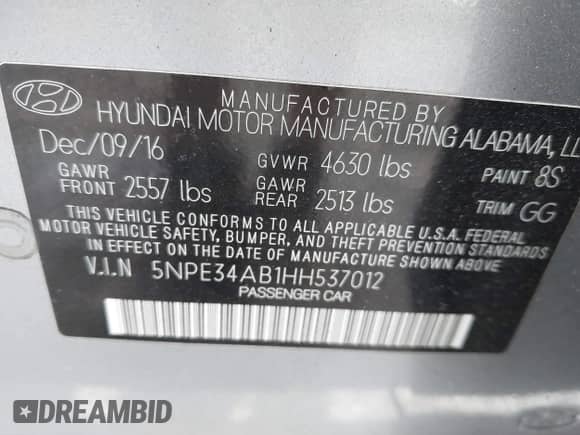 MANUFACTURED BY
HYUNDAI MOTOR MANUFACTURING ALABAMA, LL
Dec/09/16 GVWR 4630 lbs PAINT 8S
GAWR FRONT 2557 lbs GAWR REAR 2513 lbs TRIM GG
THIS VEHICLE CONFORMS TO ALL APPLICABLE U.S.A. FEDERAL
MOTOR VEHICLE SAFETY, BUMPER, AND THEFT PREVENTION STANDARDS
IN EFFECT ON THE DATE OF MANUFACTURE SHOWN ABOVE.
V.I.N 5NPE34AB1HH537012
PASSENGER CAR
DREAMBID